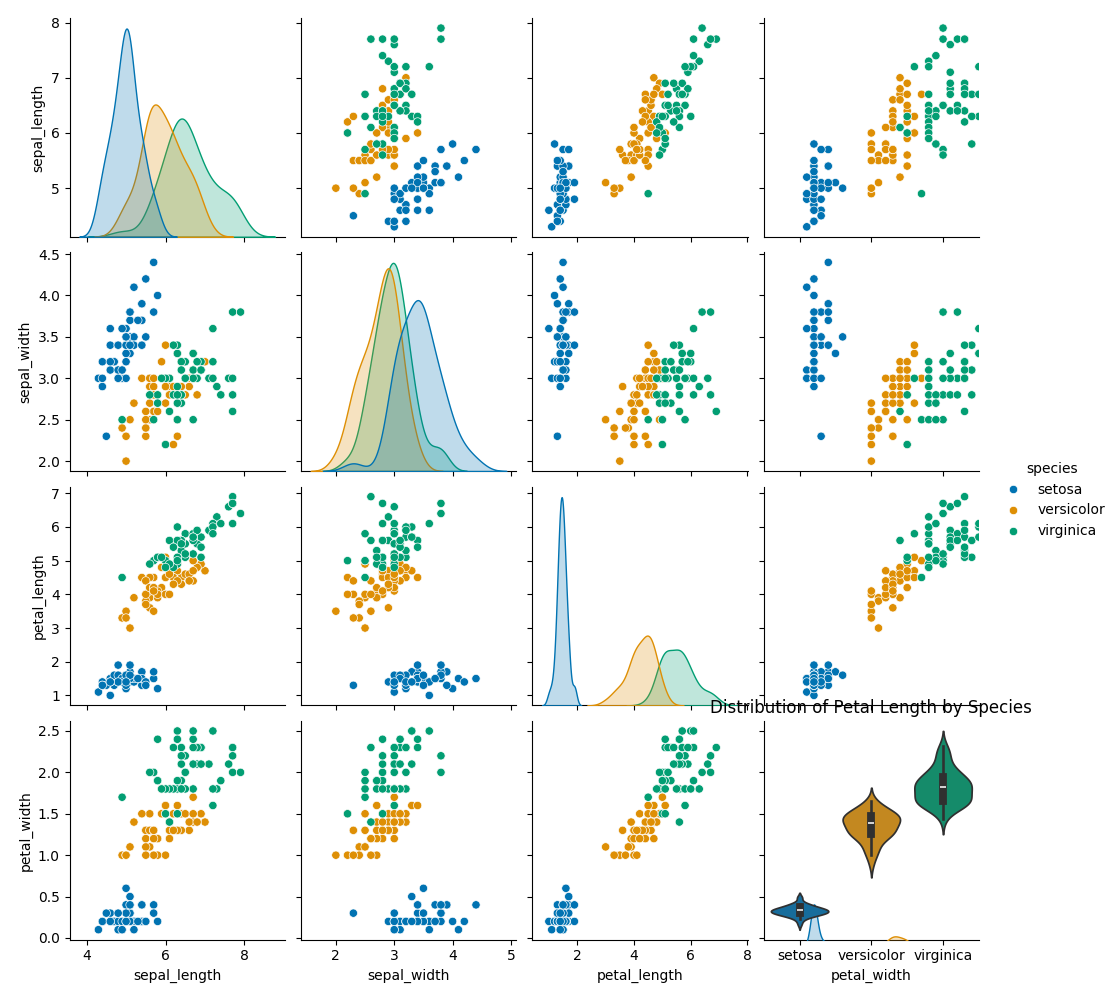 8
7
6
5
sepal_length
4.5
4.0
3.5
3.0
2.5
2.0
sepal_width
species
setosa
versicolor
virginica
7
6
5
4
3
2
1
petal_length
Distribution of Petal Length by Species
2.5
2.0
1.5
1.0
0.5
0.0
petal_width
4 6 8
sepal_length
2 3 4 5
sepal_width
2 4 6 8
petal_length
setosa versicolor virginica
petal_width